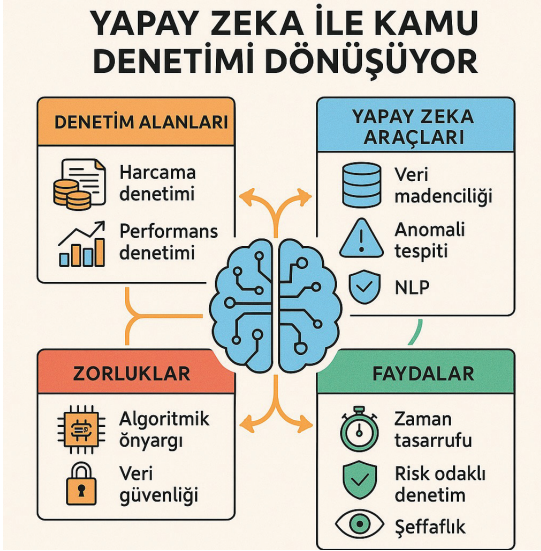 YAPAY ZEKA İLE KAMU
DENETİMİ DÖNÜŞÜYOR
DENETİM ALANLARI
Harcama
denetimi
Performans
denetimi
YAPAY ZEKA
ARAÇLARI
Veri
madenciliği
Anomali
tespiti
NLP
ZORLUKLAR
Algoritmik
önyargı
Veri
güvenliği
FAYDALAR
Zaman
tasarrufu
Risk odaklı
denetim
Şeffaflık